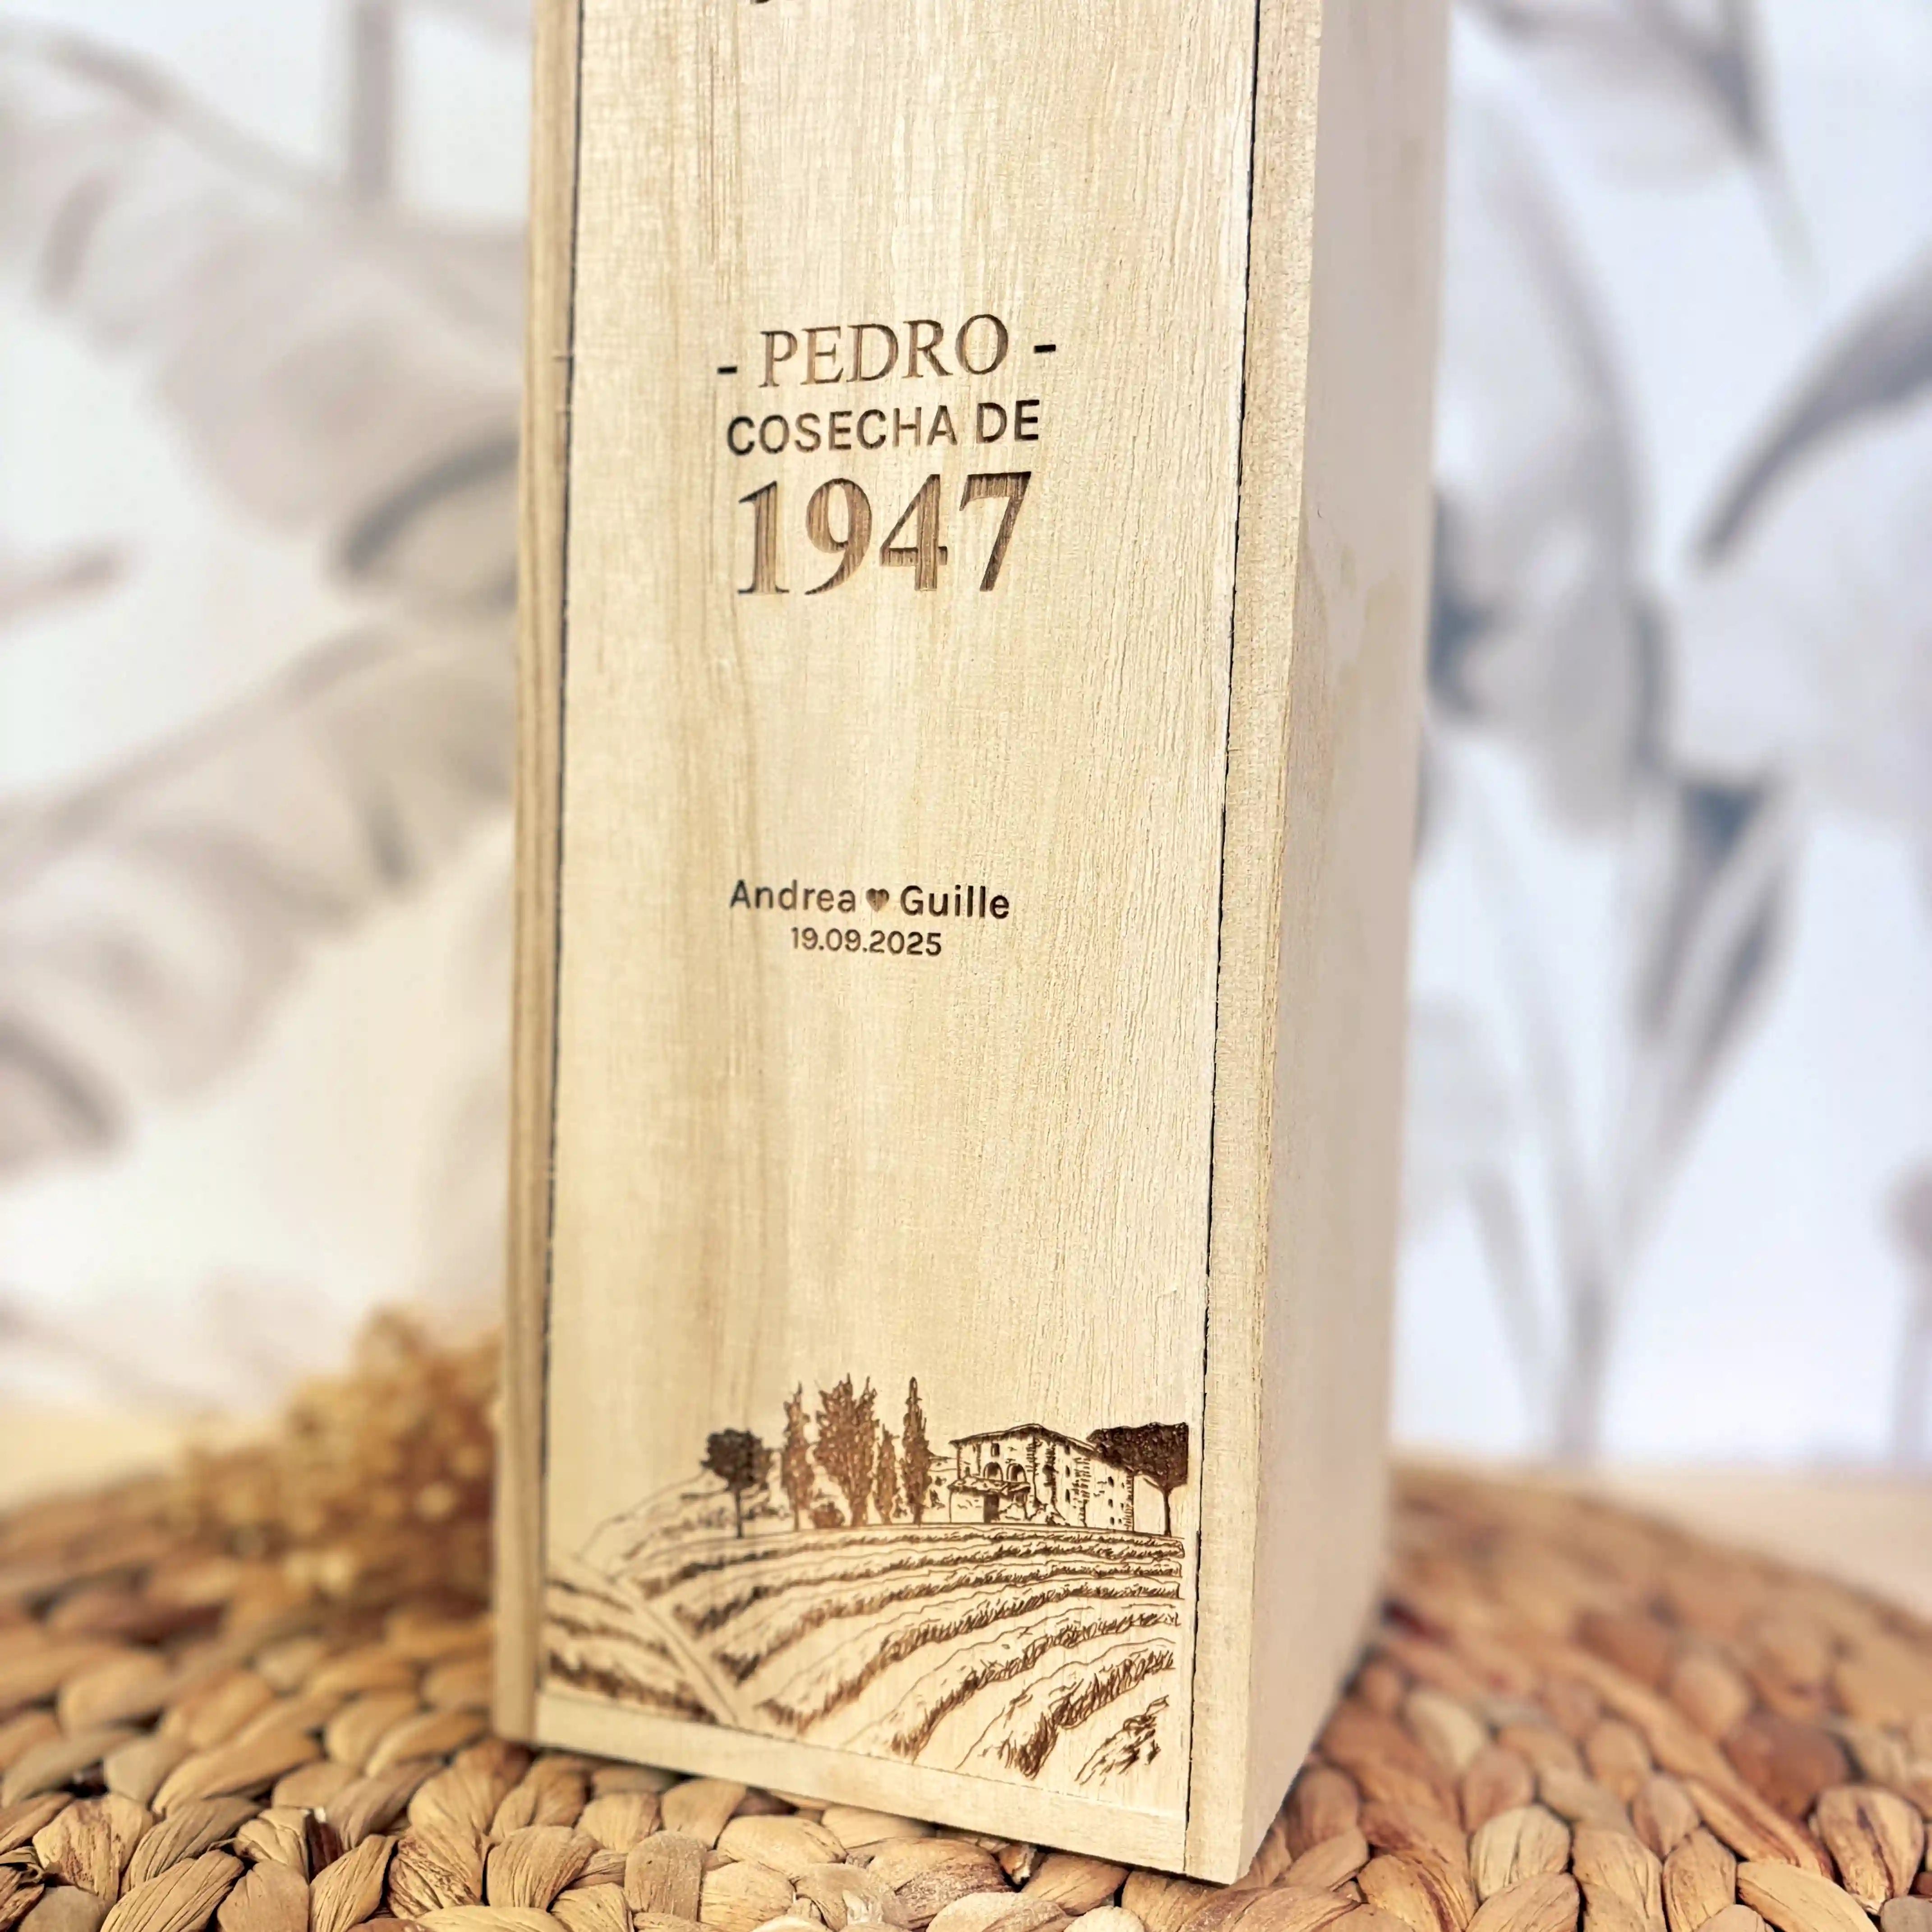 - PEDRO -
COSECHA DE
1947
Andrea ♥ Guille
19.09.2025